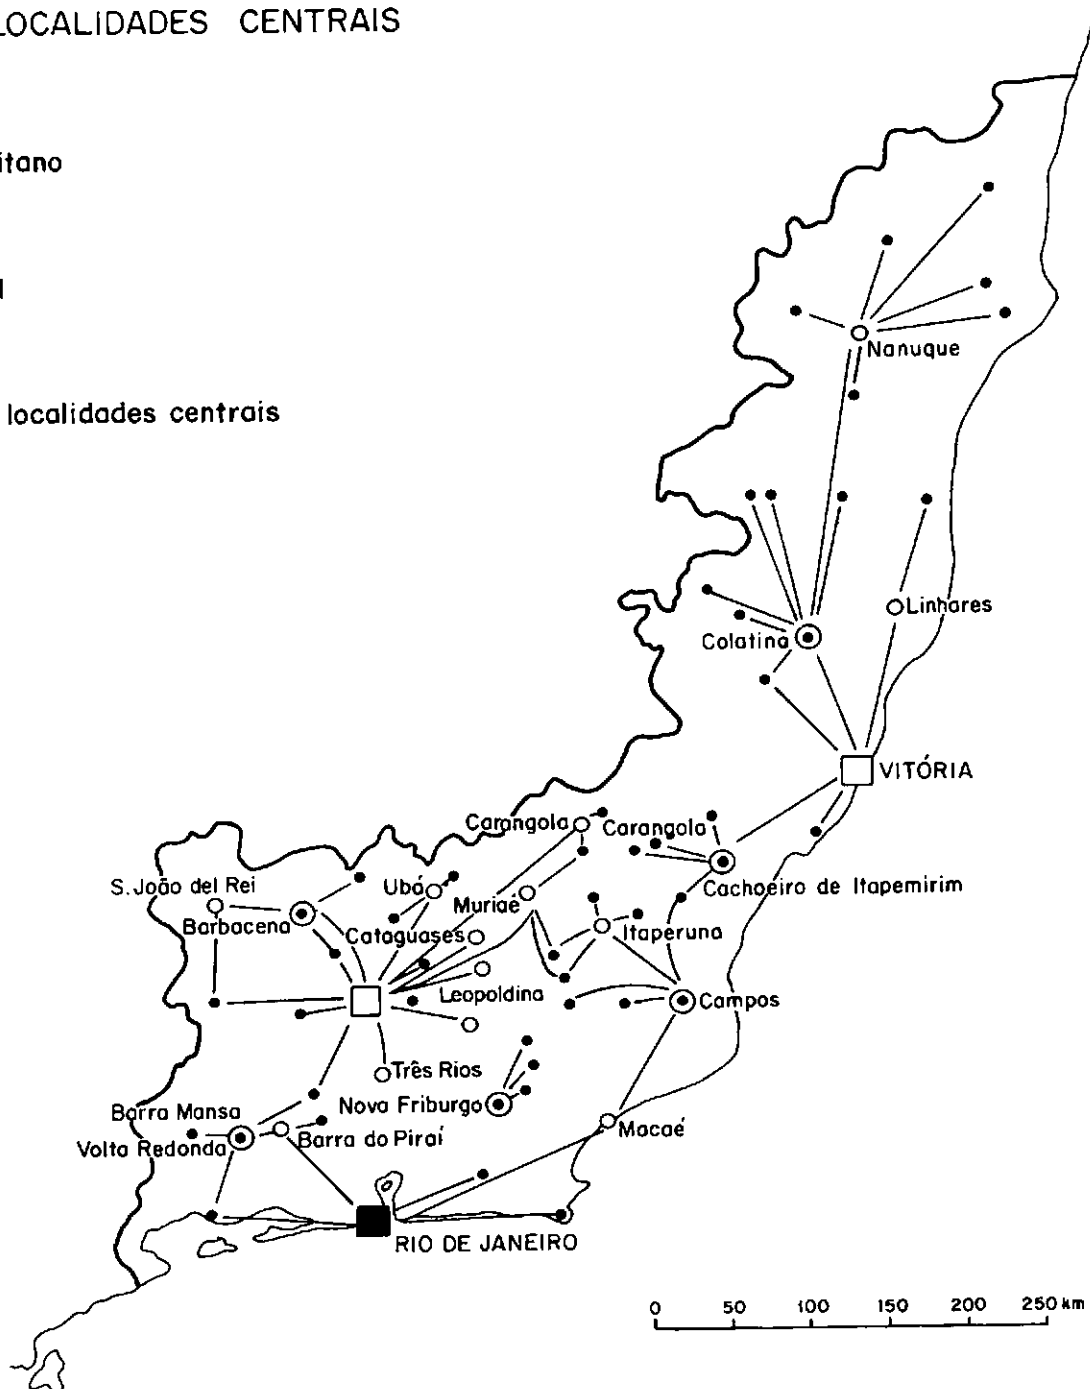 LOCALIDADES CENTRAIS
itano
l
localidades centrais
Nanuque
Linhares
Colatina
VITÓRIA
Carangola
Carangola
Cachoeiro de Itapemirim
S. João del Rei
Ubá
Muriaé
Barbacena
Cataguases
Itaperuna
Leopoldina
Campos
Três Rios
Nova Friburgo
Barra Mansa
Volta Redonda
Barra do Piraí
Macaé
RIO DE JANEIRO
0 50 100 150 200 250 km